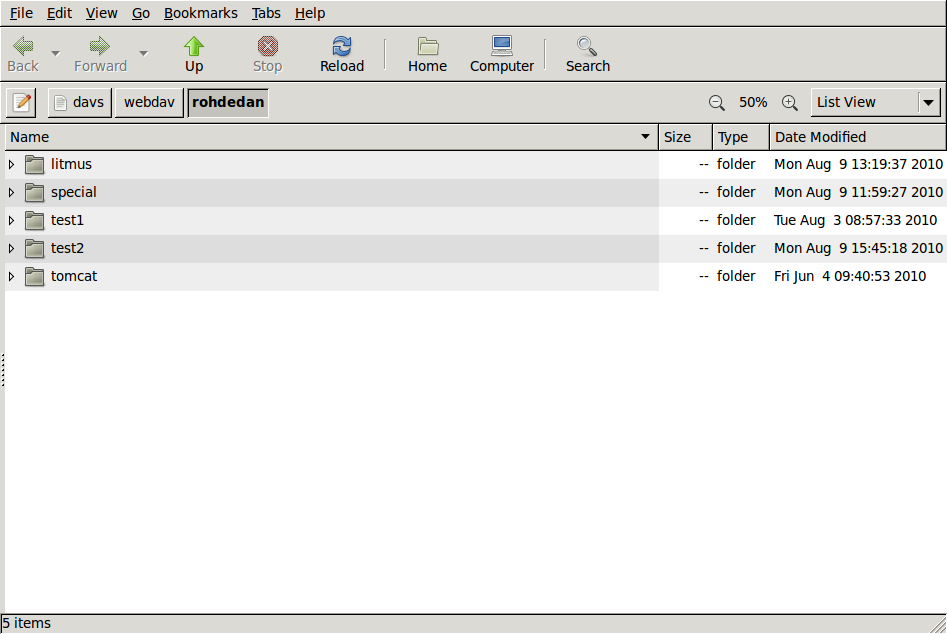 File Edit View Go Bookmarks Tabs Help
Back Forward Up Stop Reload Home Computer Search
davs webdav rohdedan 50% List View
Name Size Type Date Modified
litmus -- folder Mon Aug  9 13:19:37 2010
special -- folder Mon Aug  9 11:59:27 2010
test1 -- folder Tue Aug  3 08:57:33 2010
test2 -- folder Mon Aug  9 15:45:18 2010
tomcat -- folder Fri Jun  4 09:40:53 2010
5 items